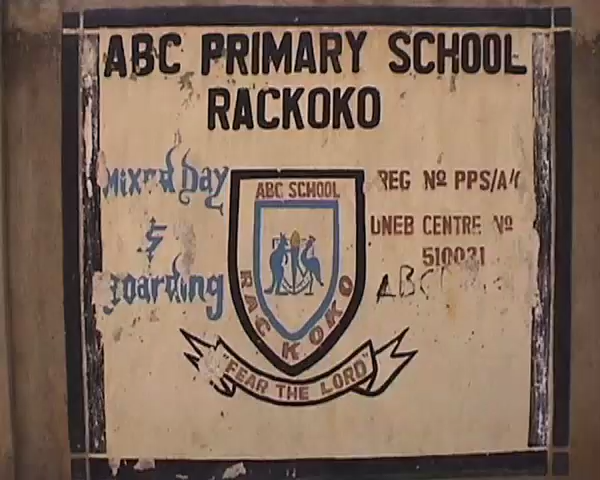 ABC PRIMARY SCHOOL
RACKOKO
Mixed Day
&
Boarding
ABC SCHOOL
RACKOKO
"FEAR THE LORD"
REG Nº PPS/A/
UNEB CENTRE Nº
510031
ABC